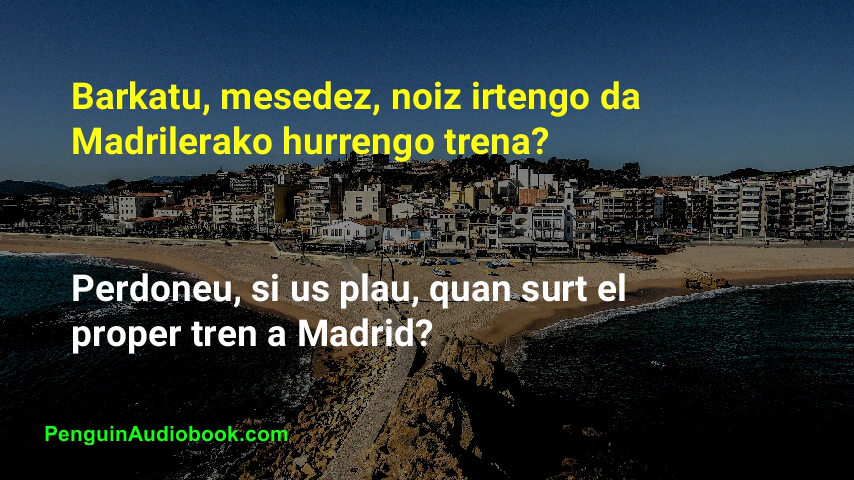 Barkatu, mesedez, noiz irtengo da
Madrilerako hurrengo trena?
Perdoneu, si us plau, quan surt el
proper tren a Madrid?
PenguinAudiobook.com